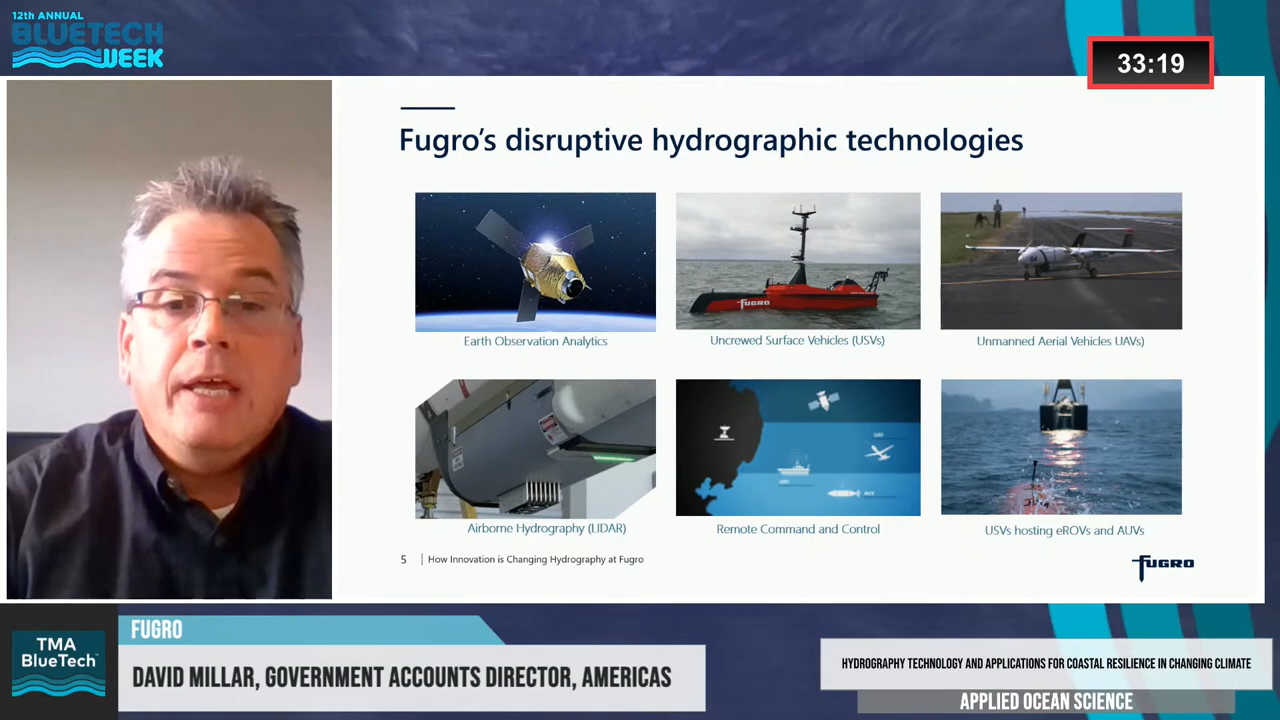 12th ANNUAL
BLUETECH
WEEK
33:19
Fugro's disruptive hydrographic technologies
FUGRO
Earth Observation Analytics
Uncrewed Surface Vehicles (USVs)
Unmanned Aerial Vehicles UAVs)
Airborne Hydrography (LIDAR)
Remote Command and Control
USVs hosting eROVs and AUVs
5 | How Innovation is Changing Hydrography at Fugro
FUGRO
TMA
BlueTech™
FUGRO
DAVID MILLAR, GOVERNMENT ACCOUNTS DIRECTOR, AMERICAS
HYDROGRAPHY TECHNOLOGY AND APPLICATIONS FOR COASTAL RESILIENCE IN CHANGING CLIMATE
APPLIED OCEAN SCIENCE